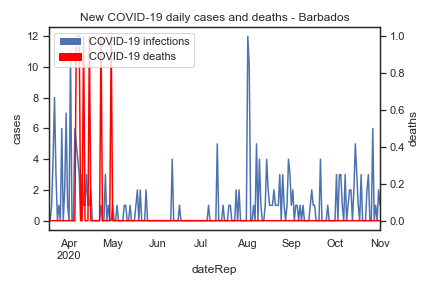 New COVID-19 daily cases and deaths - Barbados
COVID-19 infections
COVID-19 deaths
12
10
8
6
4
2
0
cases
1.0
0.8
0.6
0.4
0.2
0.0
deaths
Apr May Jun Jul Aug Sep Oct Nov
2020
dateRep